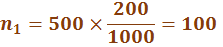 n₁ = 500 × 200/1000 = 100